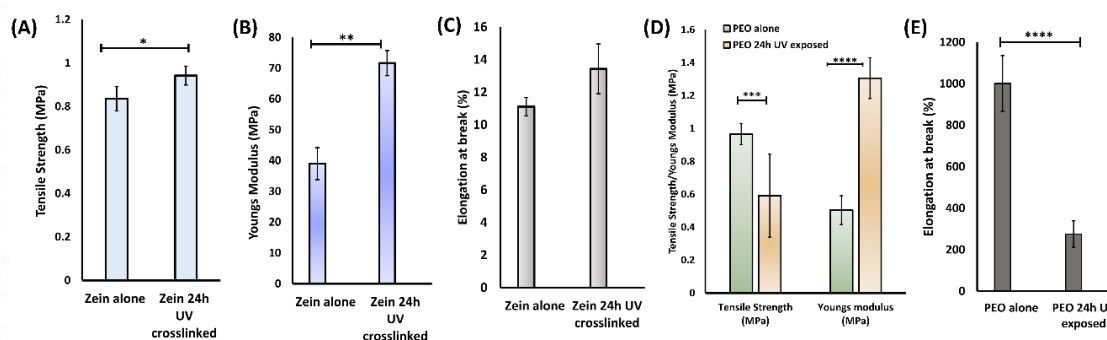 (A)
Tensile Strength (MPa)
1.2
1
0.8
0.6
0.4
0.2
0
*
Zein alone
Zein 24h
UV
crosslinked
(B)
Youngs Modulus (MPa)
80
70
60
50
40
30
20
10
0
**
Zein alone
Zein 24h
UV
crosslinked
(C)
Elongation at break (%)
16
14
12
10
8
6
4
2
0
Zein alone
Zein 24h UV
crosslinked
(D)
PEO alone
PEO 24h UV exposed
Tensile Strength/Youngs Modulus (MPa)
1.6
1.4
1.2
1
0.8
0.6
0.4
0.2
0
***
****
Tensile Strength
(MPa)
Youngs modulus
(MPa)
(E)
Elongation at break (%)
1200
1000
800
600
400
200
0
****
PEO alone
PEO 24h U
exposed